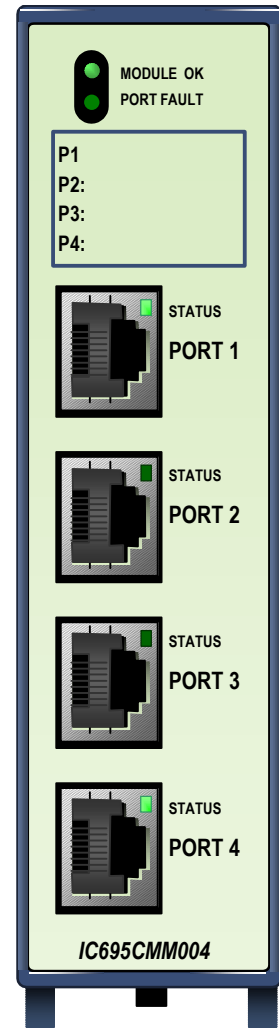 MODULE OK
PORT FAULT
P1
P2:
P3:
P4:
STATUS
PORT 1
STATUS
PORT 2
STATUS
PORT 3
STATUS
PORT 4
IC695CMM004